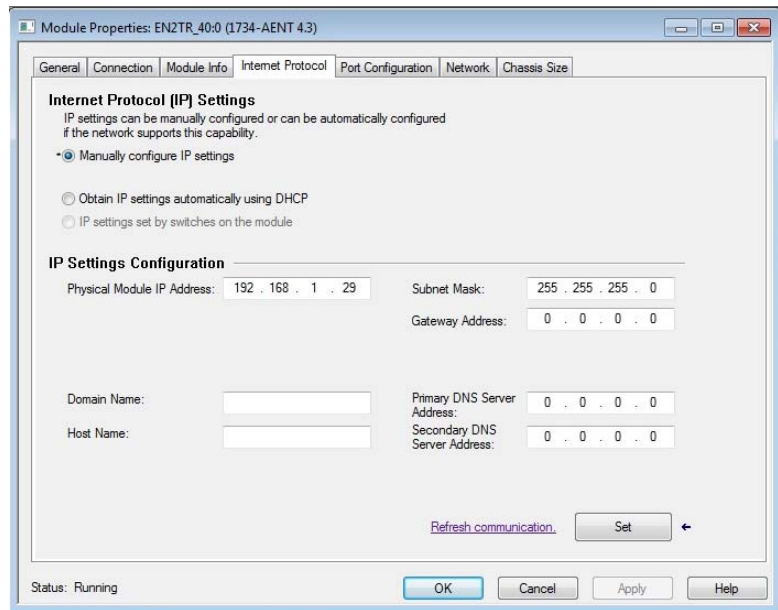 Module Properties: EN2TR_40:0 (1734-AENT 4.3)
General Connection Module Info Internet Protocol Port Configuration Network Chassis Size
Internet Protocol (IP) Settings
IP settings can be manually configured or can be automatically configured
if the network supports this capability.
Manually configure IP settings
Obtain IP settings automatically using DHCP
IP settings set by switches on the module
IP Settings Configuration
Physical Module IP Address: 192 . 168 . 1 . 29 Subnet Mask: 255 . 255 . 255 . 0
Gateway Address: 0 . 0 . 0 . 0
Domain Name: Primary DNS Server
Address: 0 . 0 . 0 . 0
Host Name: Secondary DNS
Server Address: 0 . 0 . 0 . 0
Refresh communication. Set
Status: Running OK Cancel Apply Help